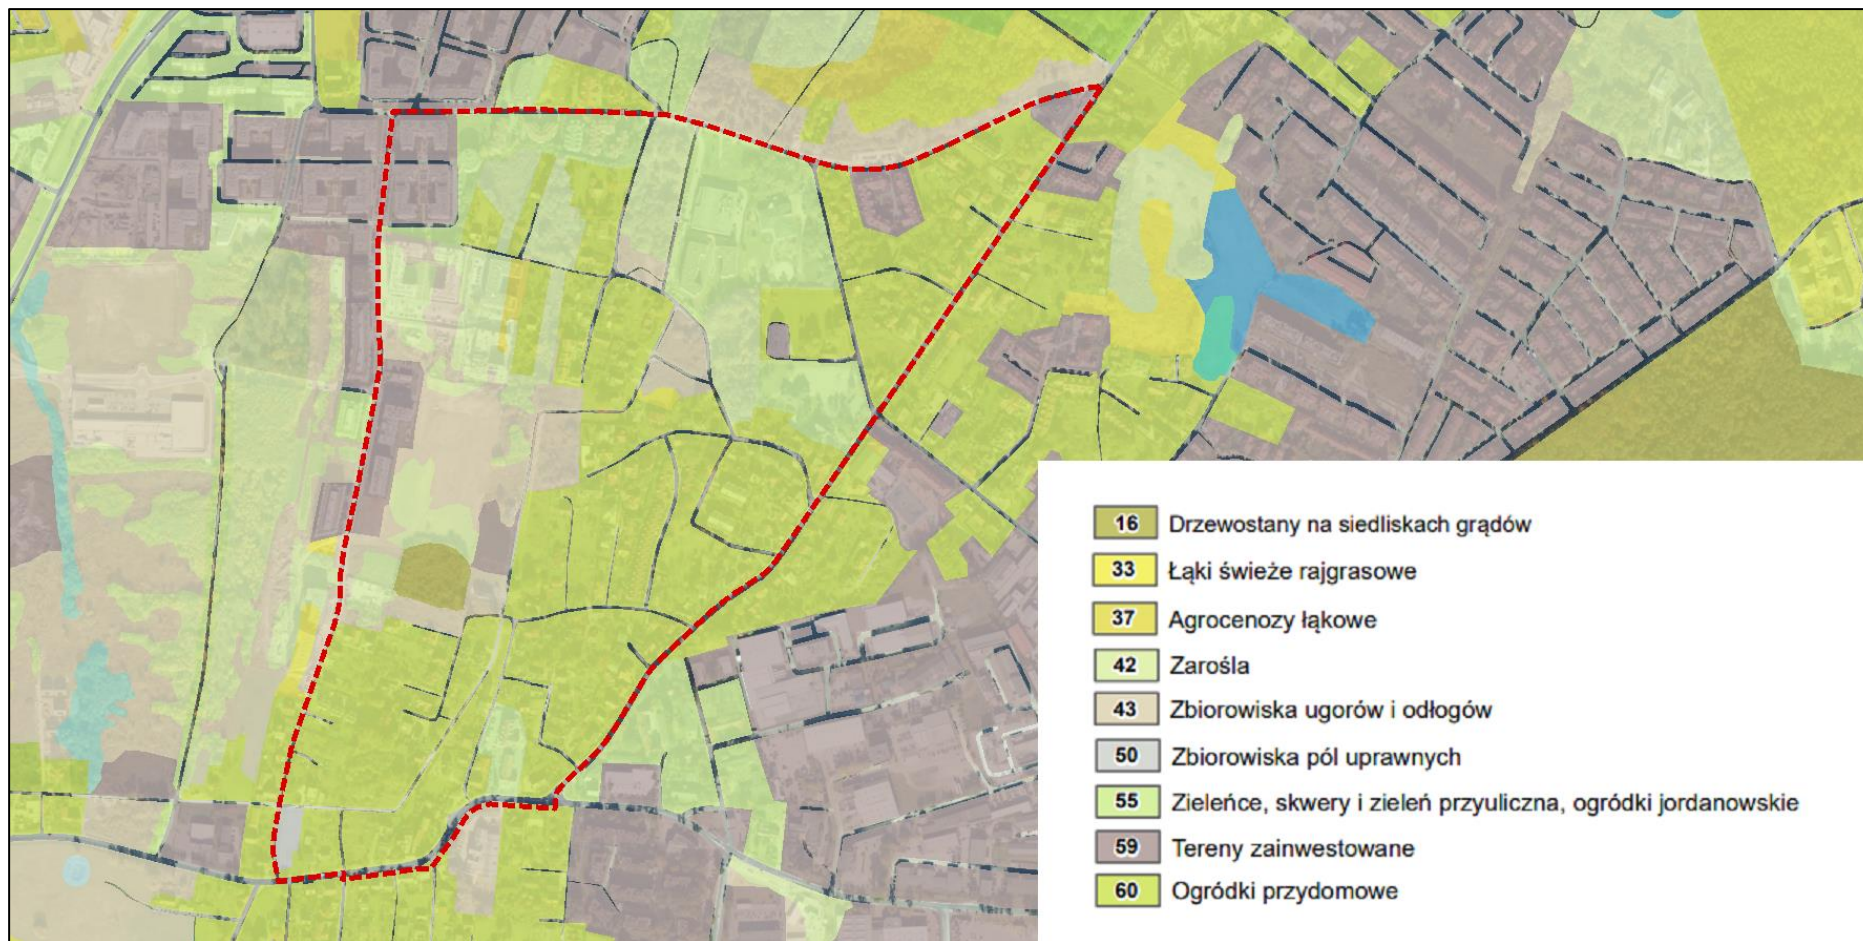 16 Drzewostany na siedliskach grądów
33 Łąki świeże rajgrasowe
37 Agrocenozy łąkowe
42 Zarośla
43 Zbiorowiska ugorów i odłogów
50 Zbiorowiska pól uprawnych
55 Zieleńce, skwery i zieleń przyuliczna, ogródki jordanowskie
59 Tereny zainwestowane
60 Ogródki przydomowe